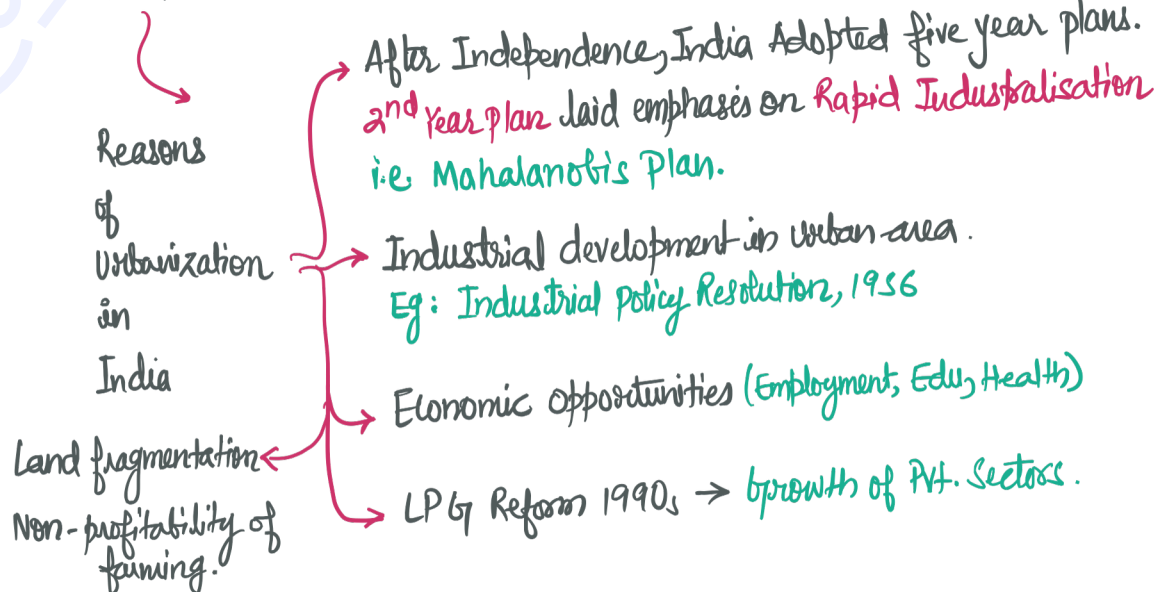 After Independence, India Adopted five year plans.
2nd Year Plan laid emphasis on Rapid Industralisation
i.e Mahalanobis Plan.
Reasons
of
Urbanization
in
India
Industrial development in urban area.
Eg: Industrial Policy Resolution, 1956
Economic opportunities (Employment, Edu, Health)
LPG Reform 1990s → Growth of Pvt. Sectors.
Land fragmentation
Non-profitability of
farming.